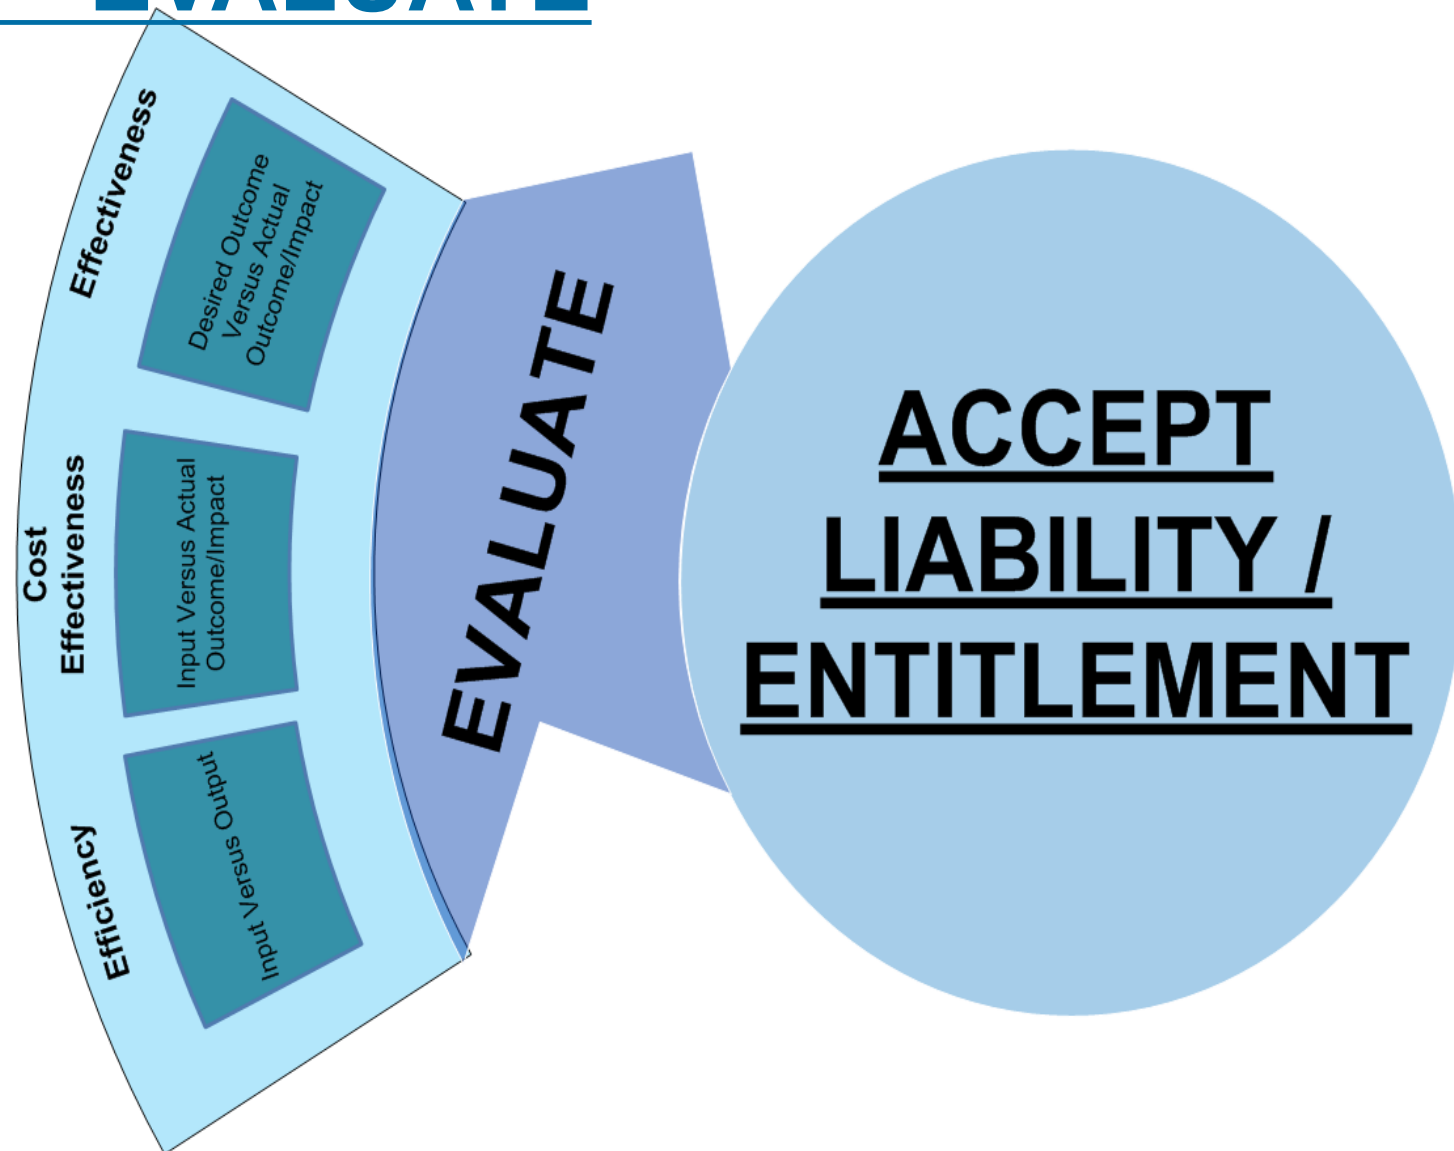 EVALUATE
Effectiveness
Desired Outcome
Versus Actual
Outcome/Impact
Cost
Effectiveness
Input Versus Actual
Outcome/Impact
Efficiency
Input Versus Output
EVALUATE
ACCEPT
LIABILITY /
ENTITLEMENT